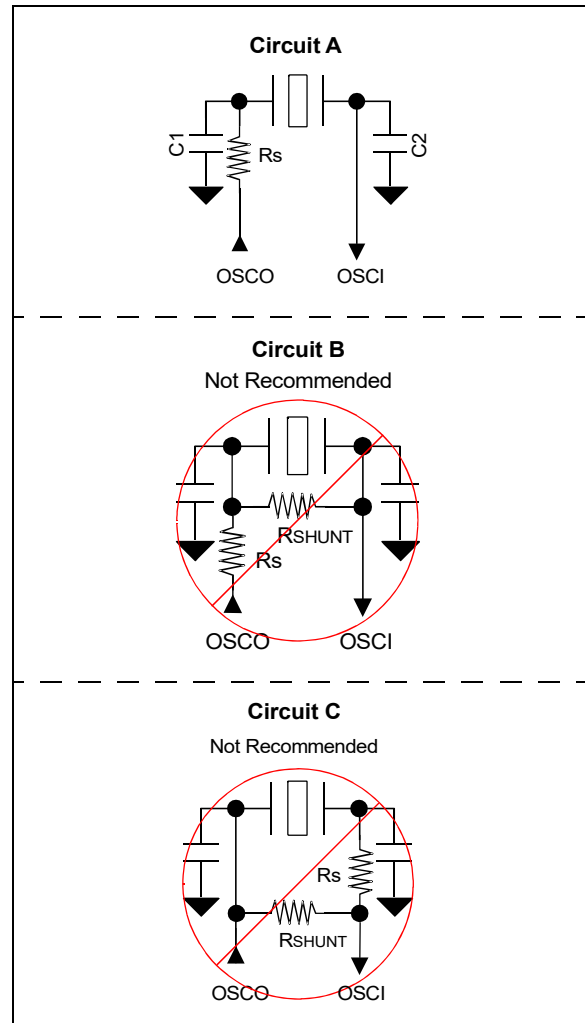 Circuit A
C1
Rs
C2
OSCO OSCI
Circuit B
Not Recommended
RSHUNT
Rs
OSCO OSCI
Circuit C
Not Recommended
Rs
RSHUNT
OSCO OSCI